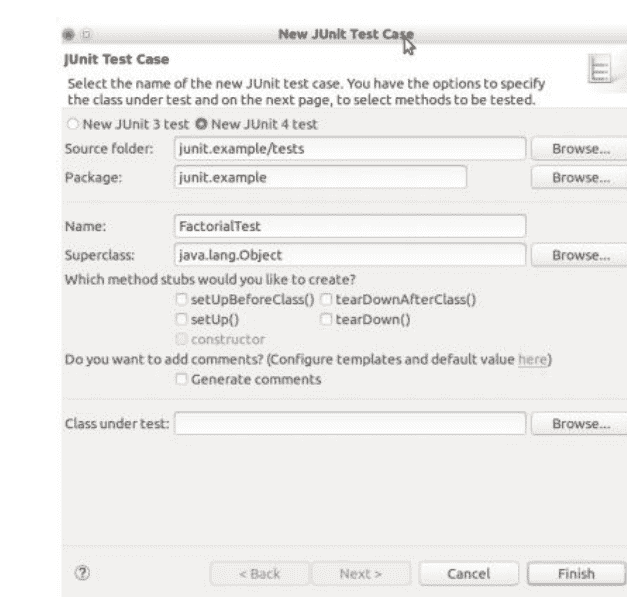 New JUnit Test Case
JUnit Test Case
Select the name of the new JUnit test case. You have the options to specify
the class under test and on the next page, to select methods to be tested.
New JUnit 3 test New JUnit 4 test
Source folder: junit.example/tests Browse...
Package: junit.example Browse...
Name: FactorialTest
Superclass: java.lang.Object Browse...
Which method stubs would you like to create?
setUpBeforeClass() tearDownAfterClass()
setUp() tearDown()
constructor
Do you want to add comments? (Configure templates and default value here)
Generate comments
Class under test: Browse...
? < Back Next > Cancel Finish